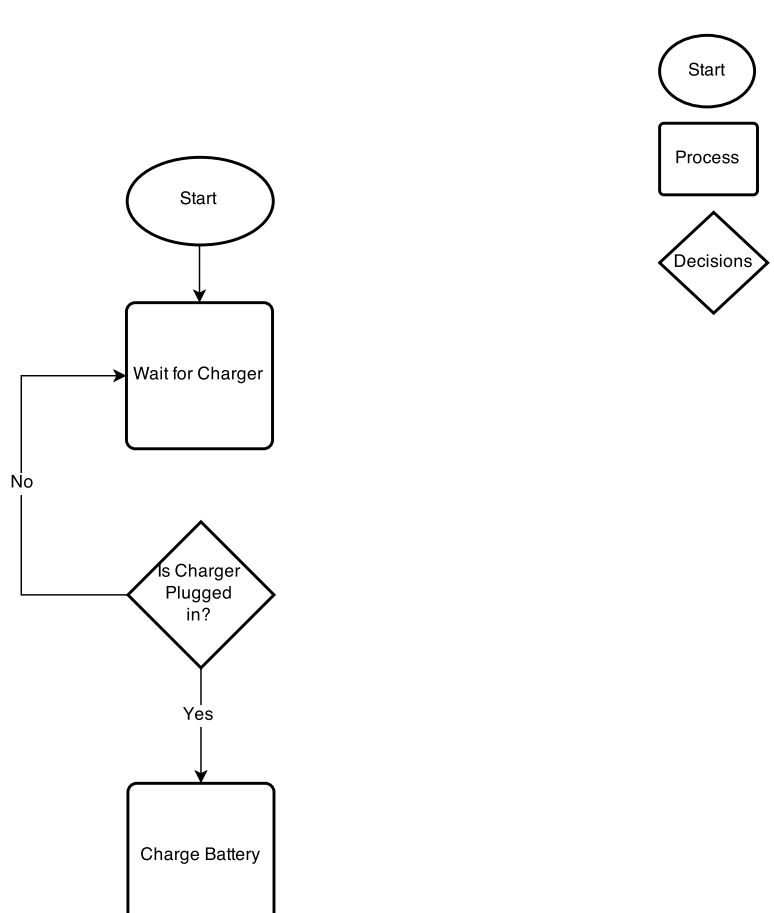 Start
Process
Decisions
Start
Wait for Charger
No
Is Charger
Plugged
in?
Yes
Charge Battery